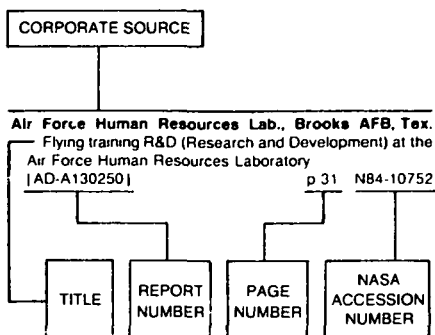 CORPORATE SOURCE
Air Force Human Resources Lab., Brooks AFB, Tex.
Flying training R&D (Research and Development) at the
Air Force Human Resources Laboratory
[AD-A130250] p 31 N84-10752
TITLE
REPORT
NUMBER
PAGE
NUMBER
NASA
ACCESSION
NUMBER